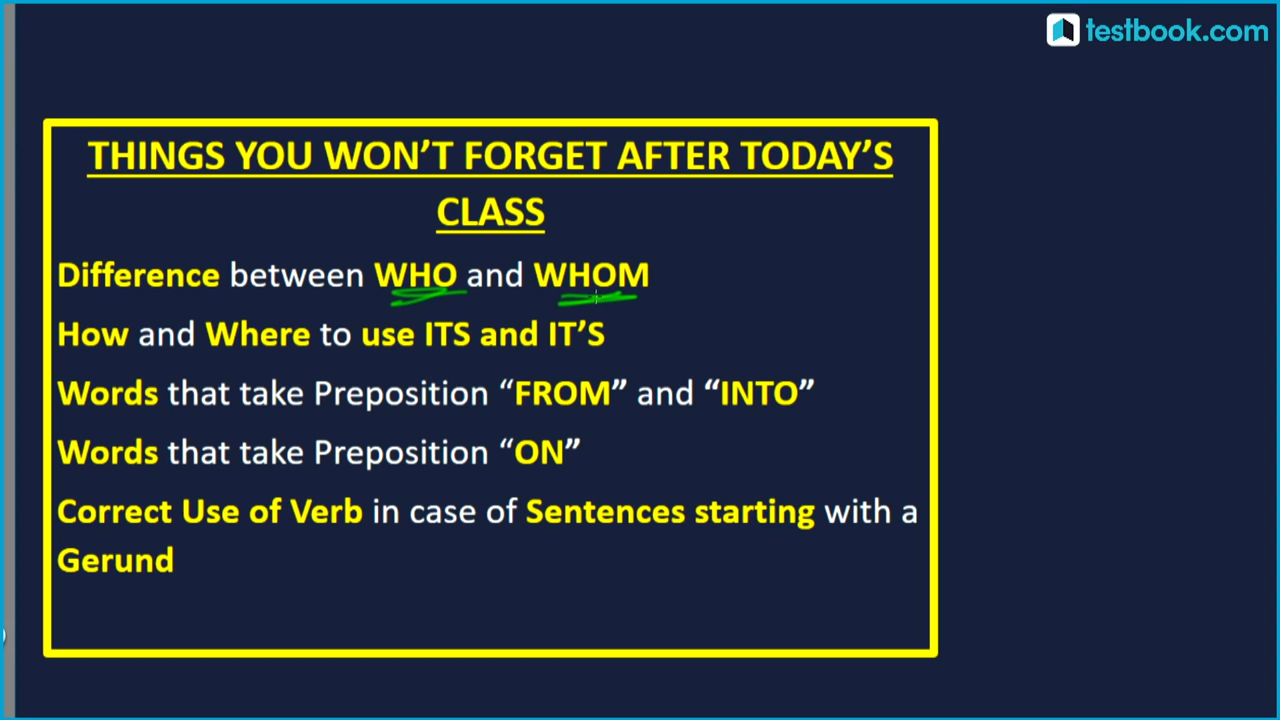 testbook.com
THINGS YOU WON’T FORGET AFTER TODAY’S
CLASS
Difference between WHO and WHOM
How and Where to use ITS and IT’S
Words that take Preposition “FROM” and “INTO”
Words that take Preposition “ON”
Correct Use of Verb in case of Sentences starting with a
Gerund